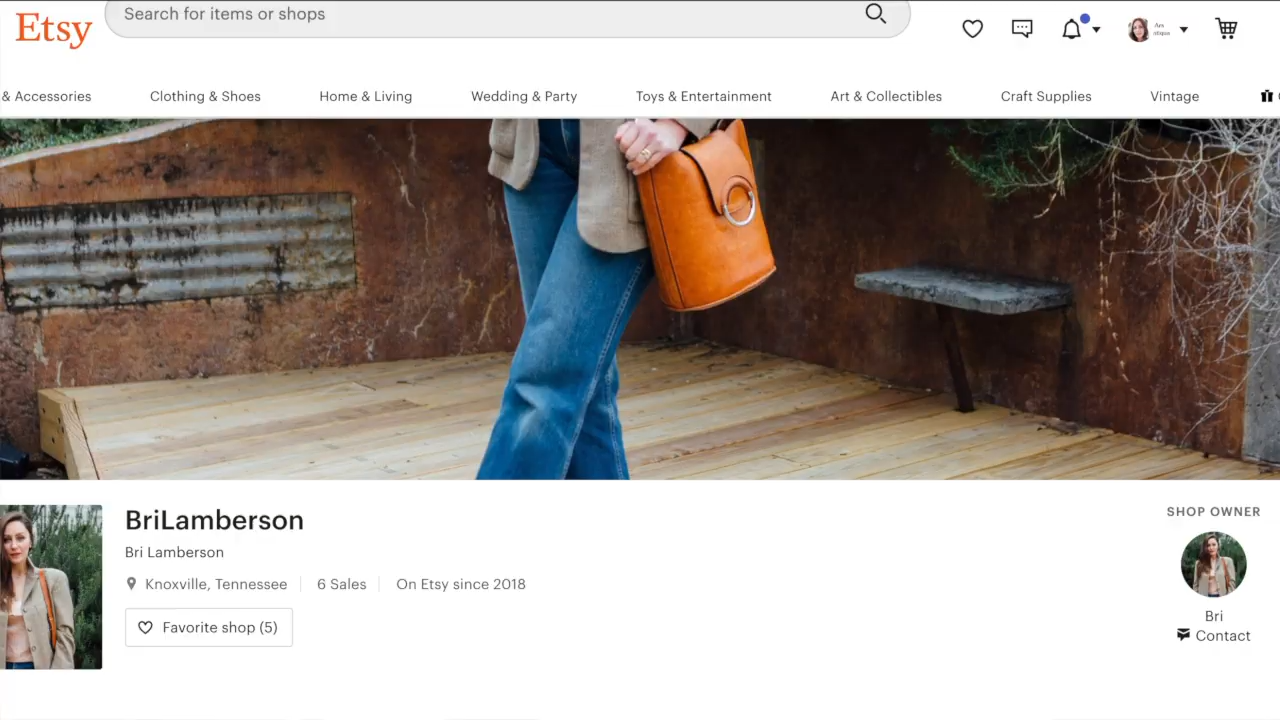 Etsy
Search for items or shops
& Accessories Clothing & Shoes Home & Living Wedding & Party Toys & Entertainment Art & Collectibles Craft Supplies Vintage
BriLamberson
Bri Lamberson
Knoxville, Tennessee 6 Sales On Etsy since 2018
Favorite shop (5)
SHOP OWNER
Bri
Contact